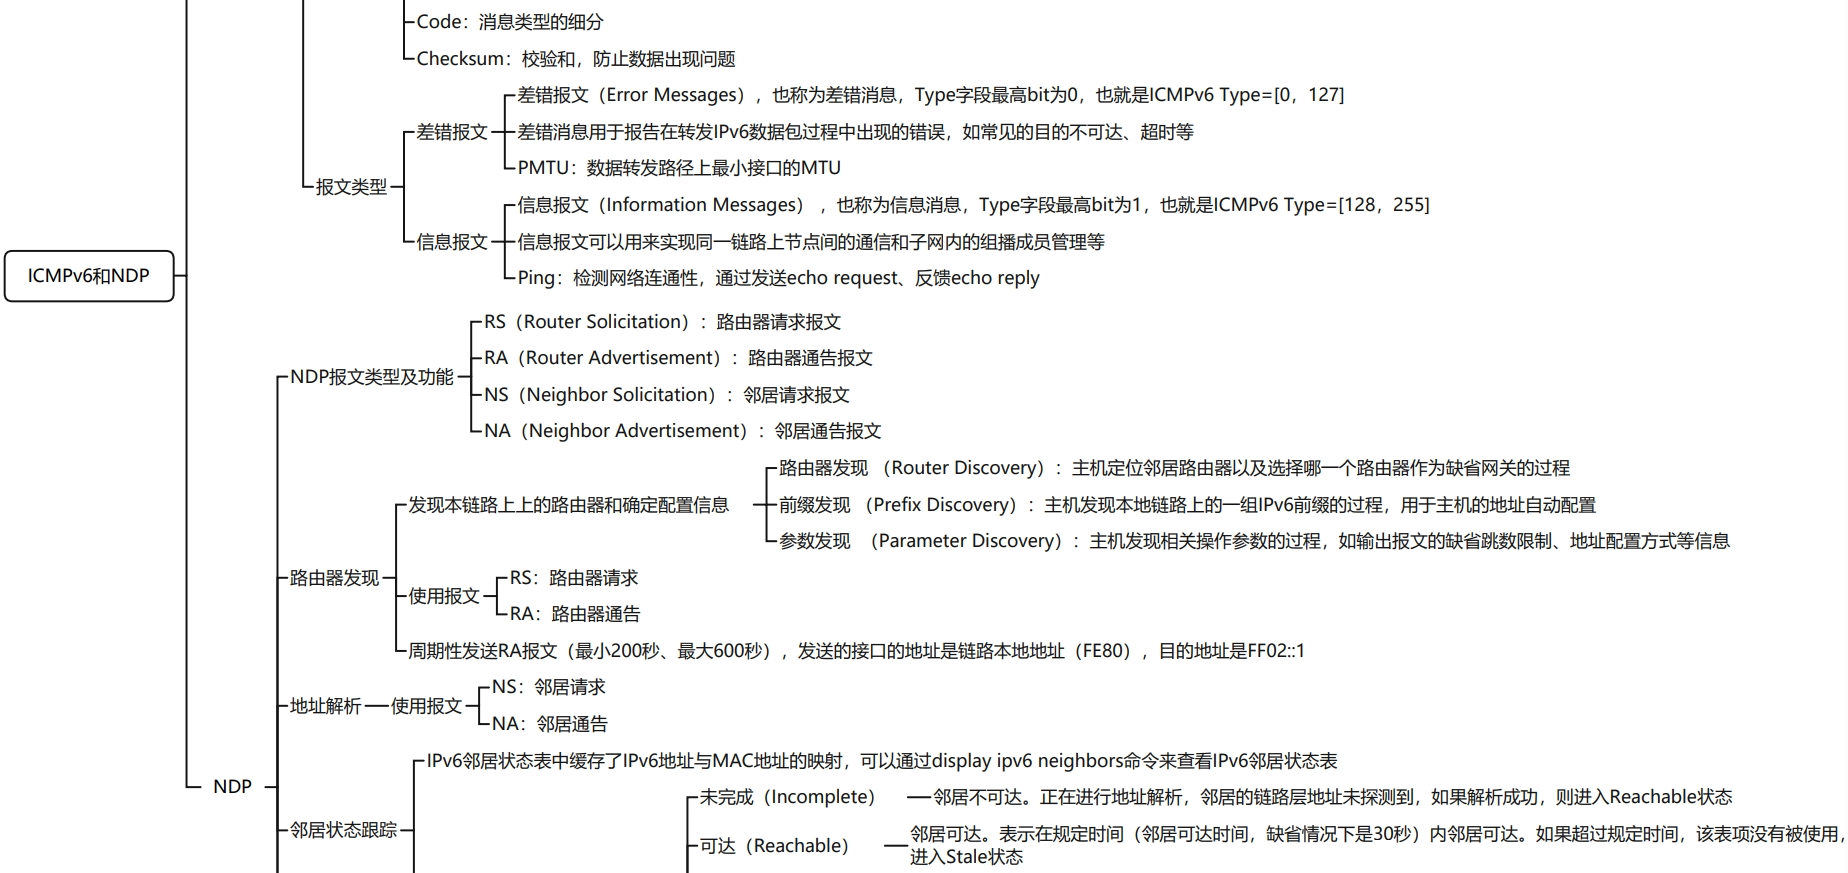 Code：消息类型的细分
Checksum：校验和，防止数据出现问题
差错报文（Error Messages），也称为差错消息，Type字段最高bit为0，也就是ICMPv6 Type=[0，127]
差错报文
差错消息用于报告在转发IPv6数据包过程中出现的错误，如常见的目的不可达、超时等
PMTU：数据转发路径上最小接口的MTU
报文类型
信息报文（Information Messages），也称为信息消息，Type字段最高bit为1，也就是ICMPv6 Type=[128，255]
信息报文
信息报文可以用来实现同一链路上节点间的通信和子网内的组播成员管理等
Ping：检测网络连通性，通过发送echo request、反馈echo reply
ICMPv6和NDP
RS（Router Solicitation）：路由器请求报文
RA（Router Advertisement）：路由器通告报文
NDP报文类型及功能
NS（Neighbor Solicitation）：邻居请求报文
NA（Neighbor Advertisement）：邻居通告报文
路由器发现 （Router Discovery）：主机定位邻居路由器以及选择哪一个路由器作为缺省网关的过程
发现本链路上上的路由器和确定配置信息
前缀发现 （Prefix Discovery）：主机发现本地链路上的一组IPv6前缀的过程，用于主机的地址自动配置
参数发现 （Parameter Discovery）：主机发现相关操作参数的过程，如输出报文的缺省跳数限制、地址配置方式等信息
路由器发现
RS：路由器请求
使用报文
RA：路由器通告
周期性发送RA报文（最小200秒、最大600秒），发送的接口的地址是链路本地地址（FE80），目的地址是FF02::1
NS：邻居请求
地址解析
使用报文
NA：邻居通告
IPv6邻居状态表中缓存了IPv6地址与MAC地址的映射，可以通过display ipv6 neighbors命令来查看IPv6邻居状态表
NDP
未完成（Incomplete）
邻居不可达。正在进行地址解析，邻居的链路层地址未探测到，如果解析成功，则进入Reachable状态
邻居状态跟踪
可达（Reachable）
邻居可达。表示在规定时间（邻居可达时间，缺省情况下是30秒）内邻居可达。如果超过规定时间，该表项没有被使用，
进入Stale状态